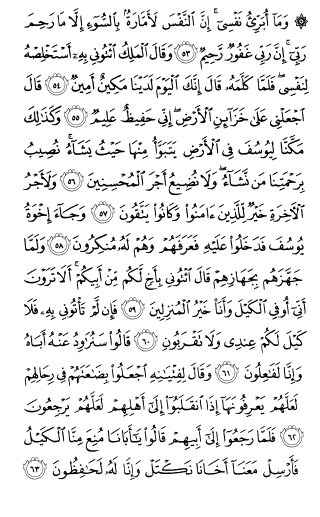 ۞ وَمَآ أُبَرِّئُ نَفْسِىٓ ۚ إِنَّ ٱلنَّفْسَ لَأَمَّارَةٌۢ بِٱلسُّوٓءِ إِلَّا مَا رَحِمَ
رَبِّىٓ ۚ إِنَّ رَبِّى غَفُورٌ رَّحِيمٌ ٥٣ وَقَالَ ٱلْمَلِكُ ٱئْتُونِى بِهِۦٓ أَسْتَخْلِصْهُ
لِنَفْسِى ۖ فَلَمَّا كَلَّمَهُۥ قَالَ إِنَّكَ ٱلْيَوْمَ لَدَيْنَا مَكِينٌ أَمِينٌ ٥٤ قَالَ
ٱجْعَلْنِى عَلَىٰ خَزَآئِنِ ٱلْأَرْضِ ۖ إِنِّى حَفِيظٌ عَلِيمٌ ٥٥ وَكَذَٰلِكَ
مَكَّنَّا لِيُوسُفَ فِى ٱلْأَرْضِ يَتَبَوَّأُ مِنْهَا حَيْثُ يَشَآءُ ۚ نُصِيبُ
بِرَحْمَتِنَا مَن نَّشَآءُ ۖ وَلَا نُضِيعُ أَجْرَ ٱلْمُحْسِنِينَ ٥٦ وَلَأَجْرُ
ٱلْءَاخِرَةِ خَيْرٌ لِّلَّذِينَ ءَامَنُوا۟ وَكَانُوا۟ يَتَّقُونَ ٥٧ وَجَآءَ إِخْوَةُ
يُوسُفَ فَدَخَلُوا۟ عَلَيْهِ فَعَرَفَهُمْ وَهُمْ لَهُۥ مُنكِرُونَ ٥٨ وَلَمَّا
جَهَّزَهُم بِجَهَازِهِمْ قَالَ ٱئْتُونِى بِأَخٍ لَّكُم مِّنْ أَبِيكُمْ ۚ أَلَا تَرَوْنَ
أَنِّىٓ أُوفِى ٱلْكَيْلَ وَأَنَا۠ خَيْرُ ٱلْمُنزِلِينَ ٥٩ فَإِن لَّمْ تَأْتُونِى بِهِۦ فَلَا
كَيْلَ لَكُمْ عِندِى وَلَا تَقْرَبُونِ ٦٠ قَالُوا۟ سَنُرَٰوِدُ عَنْهُ أَبَاهُ
وَإِنَّا لَفَٰعِلُونَ ٦١ وَقَالَ لِفِتْيَٰنِهِ ٱجْعَلُوا۟ بِضَٰعَتَهُمْ فِى رِحَالِهِمْ
لَعَلَّهُمْ يَعْرِفُونَهَآ إِذَا ٱنقَلَبُوٓا۟ إِلَىٰٓ أَهْلِهِمْ لَعَلَّهُمْ يَرْجِعُونَ
٦٢ فَلَمَّا رَجَعُوٓا۟ إِلَىٰٓ أَبِيهِمْ قَالُوا۟ يَٰٓأَبَانَا مُنِعَ مِنَّا ٱلْكَيْلُ
فَأَرْسِلْ مَعَنَآ أَخَانَا نَكْتَلْ وَإِنَّا لَهُۥ لَحَٰفِظُونَ ٦٣